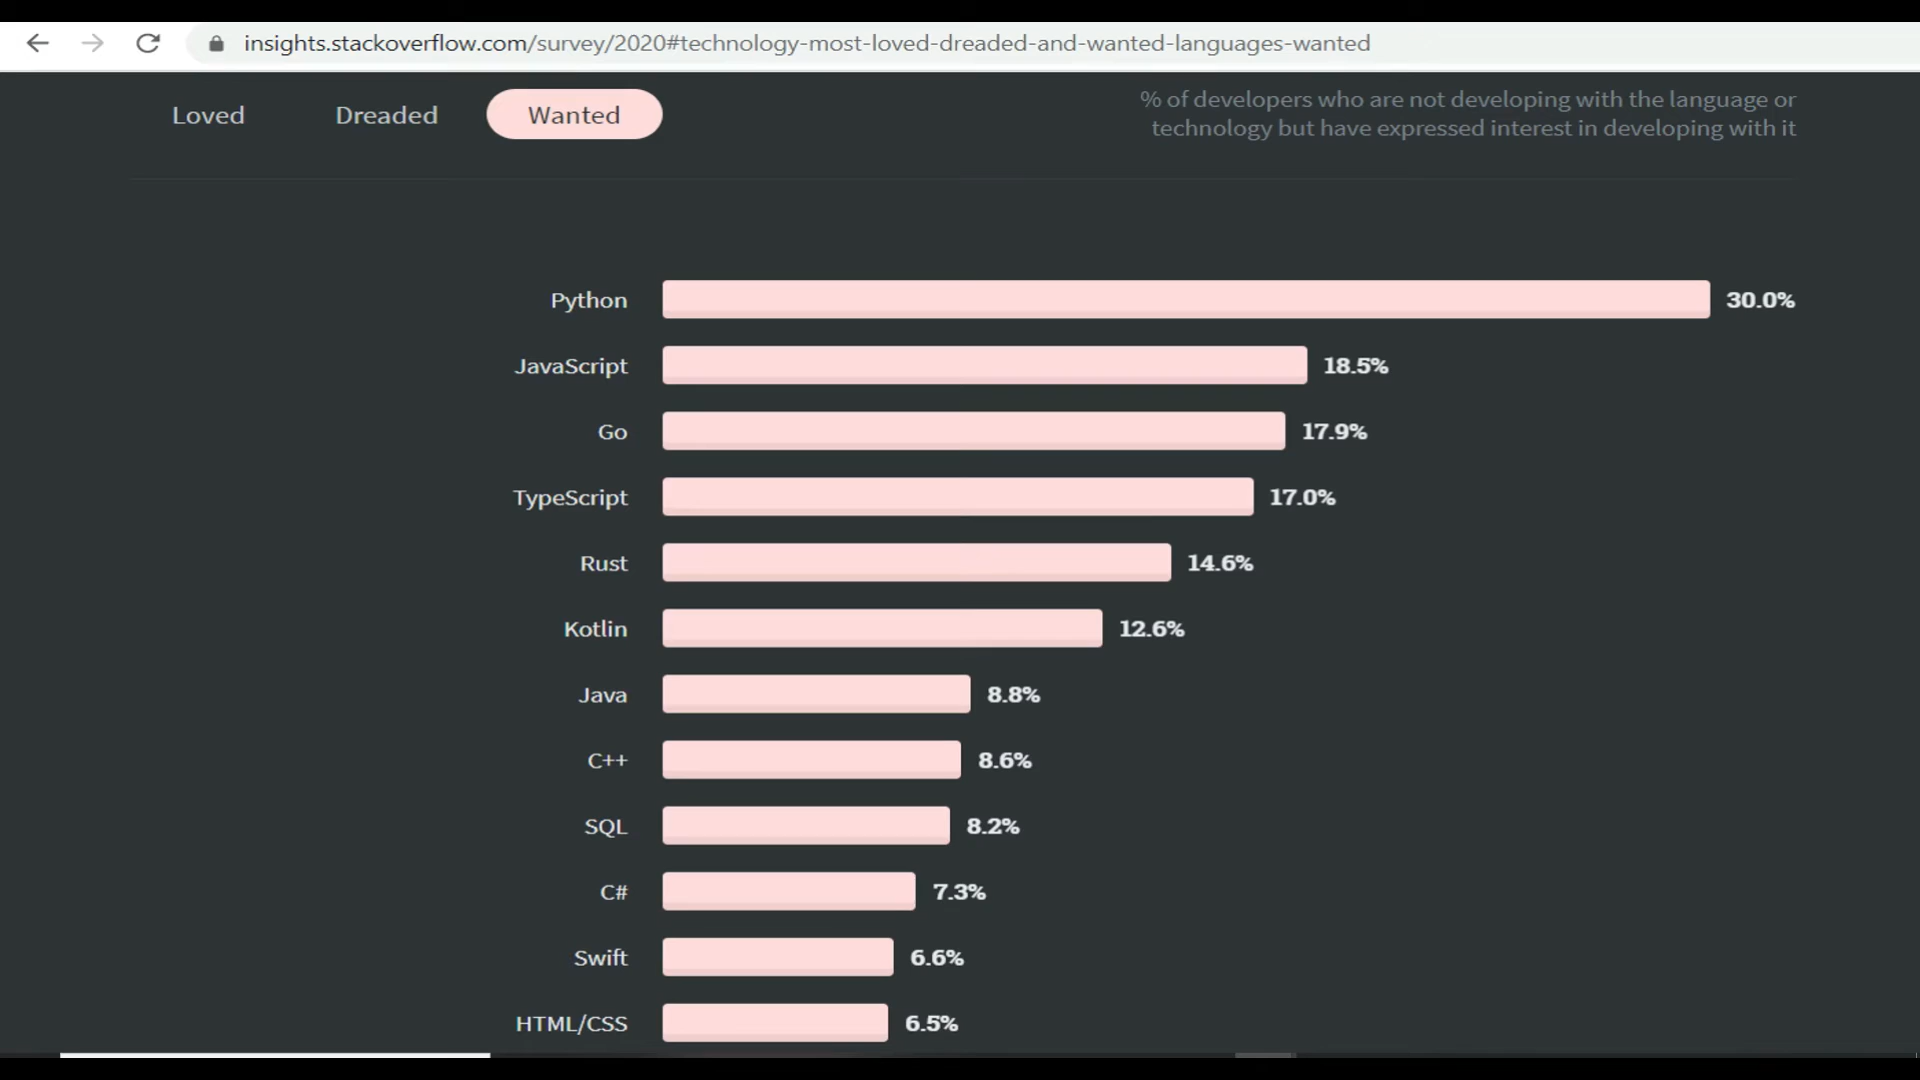 insights.stackoverflow.com/survey/2020#technology-most-loved-dreaded-and-wanted-languages-wanted
Loved Dreaded Wanted
% of developers who are not developing with the language or
technology but have expressed interest in developing with it
Python 30.0%
JavaScript 18.5%
Go 17.9%
TypeScript 17.0%
Rust 14.6%
Kotlin 12.6%
Java 8.8%
C++ 8.6%
SQL 8.2%
C# 7.3%
Swift 6.6%
HTML/CSS 6.5%